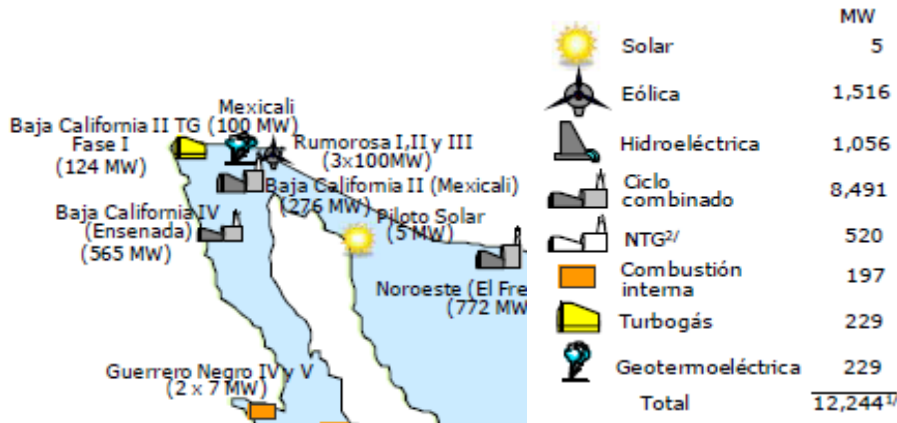 Mexicali
Baja California II TG (100 MW)
Fase I
(124 MW)
Rumorosa I,II y III
(3x100MW)
Baja California II (Mexicali)
(276 MW)
Baja California IV
(Ensenada)
(565 MW)
Piloto Solar
(5 MW)
Noroeste (El Fre
(772 MW
Guerrero Negro IV y V
(2 x 7 MW)
MW
Solar 5
Eólica 1,516
Hidroeléctrica 1,056
Ciclo
combinado 8,491
NTG2/ 520
Combustión
interna 197
Turbogás 229
Geotermoeléctrica 229
Total 12,244 1/